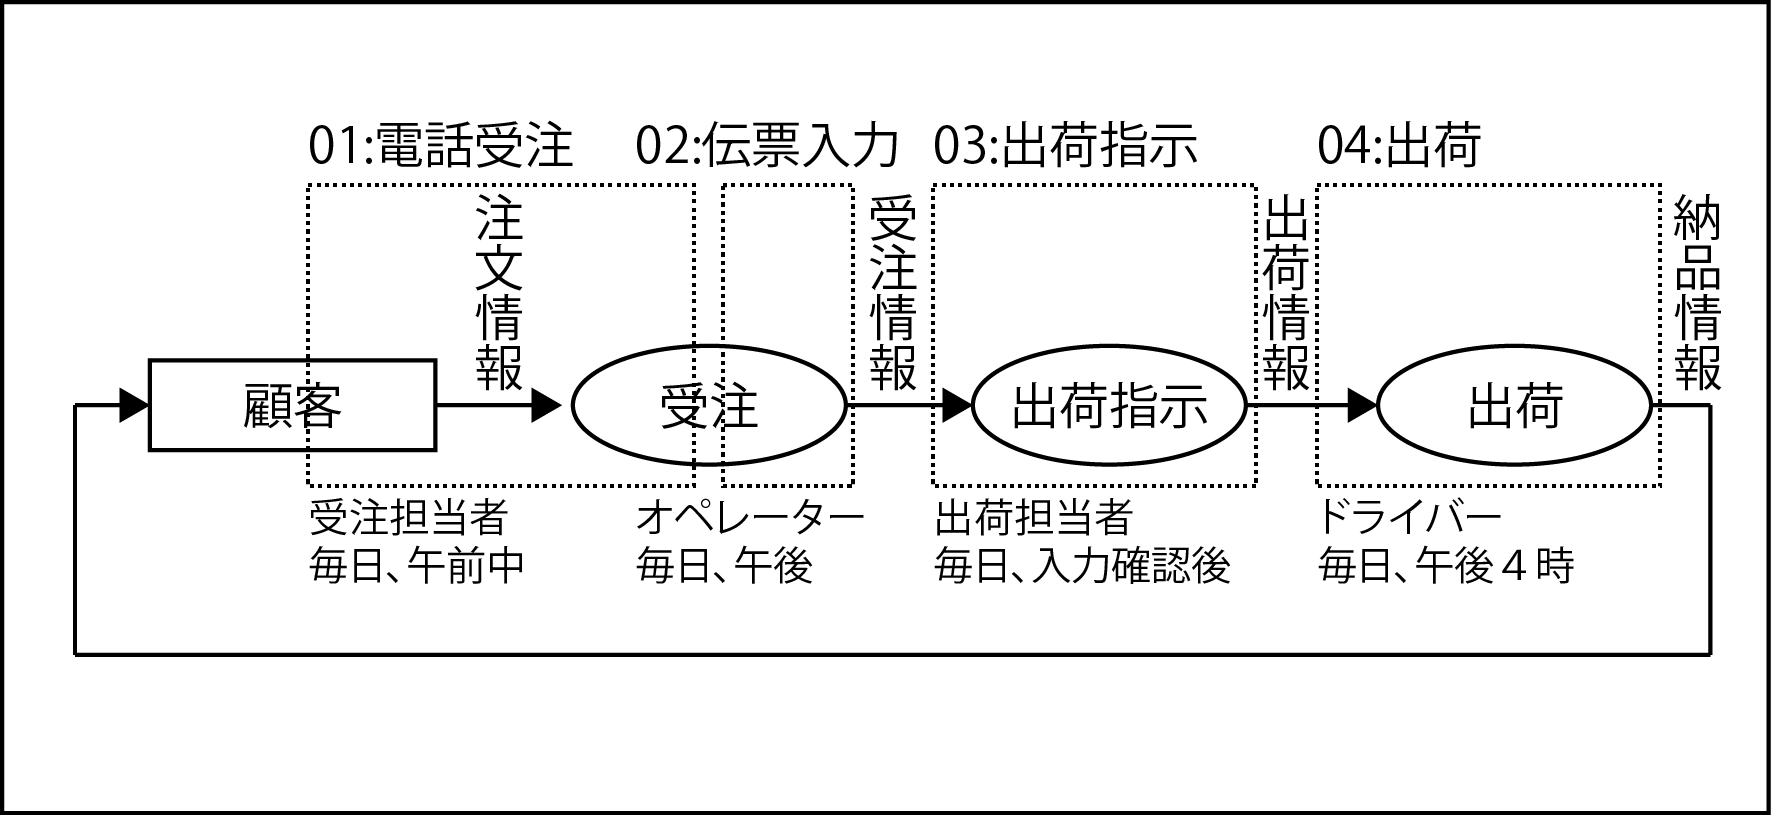 01:電話受注
02:伝票入力
03:出荷指示
04:出荷
注文情報
受注情報
出荷情報
納品情報
顧客
受注
出荷指示
出荷
受注担当者
毎日、午前中
オペレーター
毎日、午後
出荷担当者
毎日、入力確認後
ドライバー
毎日、午後４時